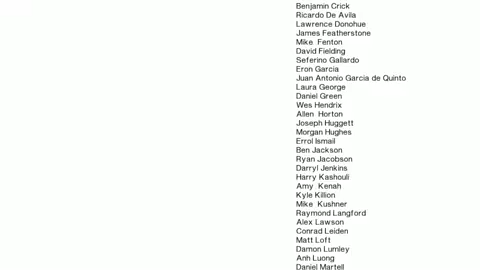 Benjamin Crick
Ricardo De Avila
Lawrence Donohue
James Featherstone
Mike  Fenton
David Fielding
Seferino Gallardo
Eron Garcia
Juan Antonio Garcia de Quinto
Laura George
Daniel Green
Wes Hendrix
Allen  Horton
Joseph Huggett
Morgan Hughes
Errol Ismail
Ben Jackson
Ryan Jacobson
Darryl Jenkins
Harry Kashouli
Amy  Kenah
Kyle Killion
Mike  Kushner
Raymond Langford
Alex Lawson
Conrad Leiden
Matt Loft
Damon Lumley
Anh Luong
Daniel Martell